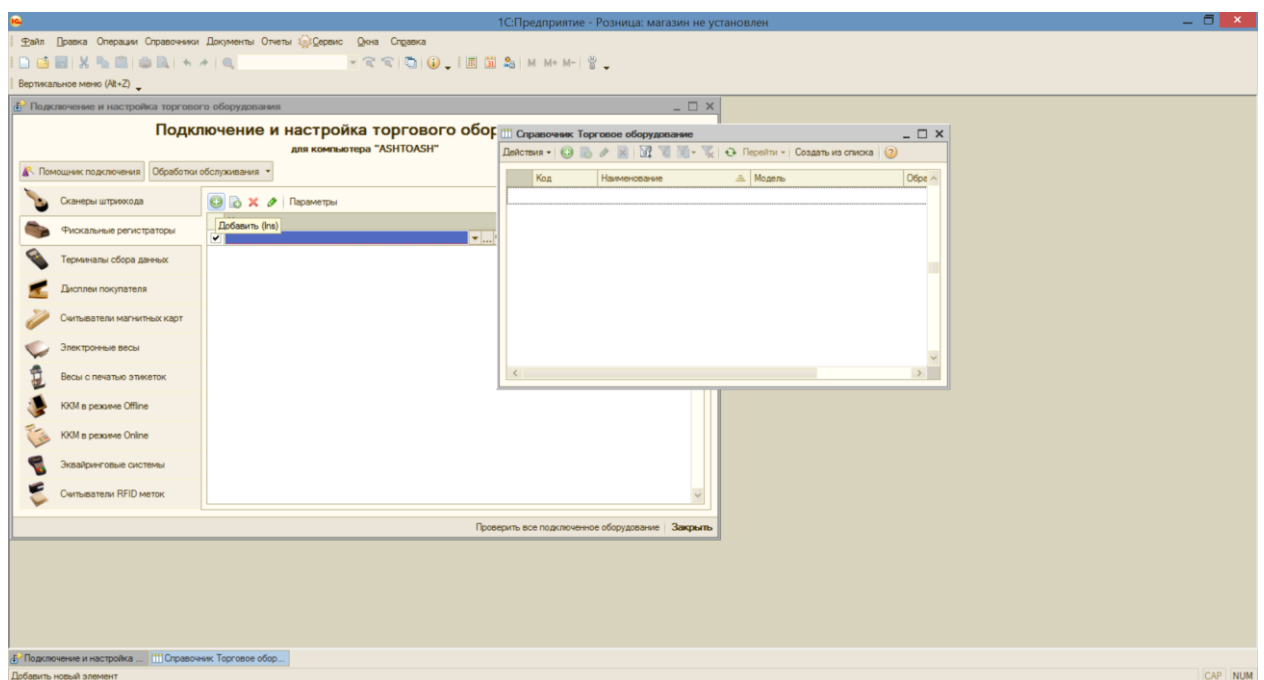 1С:Предприятие - Розница: магазин не установлен
Файл Правка Операции Справочники Документы Отчеты Сервис Окна Справка
M M+ M-
Вертикальное меню (Alt+Z)
Подключение и настройка торгового оборудования
Подключение и настройка торгового обор
для компьютера "ASHTOASH"
Помощник подключения Обработки обслуживания
Сканеры штрихкода
Фискальные регистраторы
Терминалы сбора данных
Дисплеи покупателя
Считыватели магнитных карт
Электронные весы
Весы с печатью этикеток
ККМ в режиме Offline
ККМ в режиме Online
Эквайринговые системы
Считыватели RFID меток
Параметры
Добавить (Ins)
Проверить все подключенное оборудование Закрыть
Справочник Торговое оборудование
Действия Перейти Создать из списка
Код Наименование Модель Обра
Подключение и настройка ... Справочник Торговое обор...
Добавить новый элемент CAP NUM